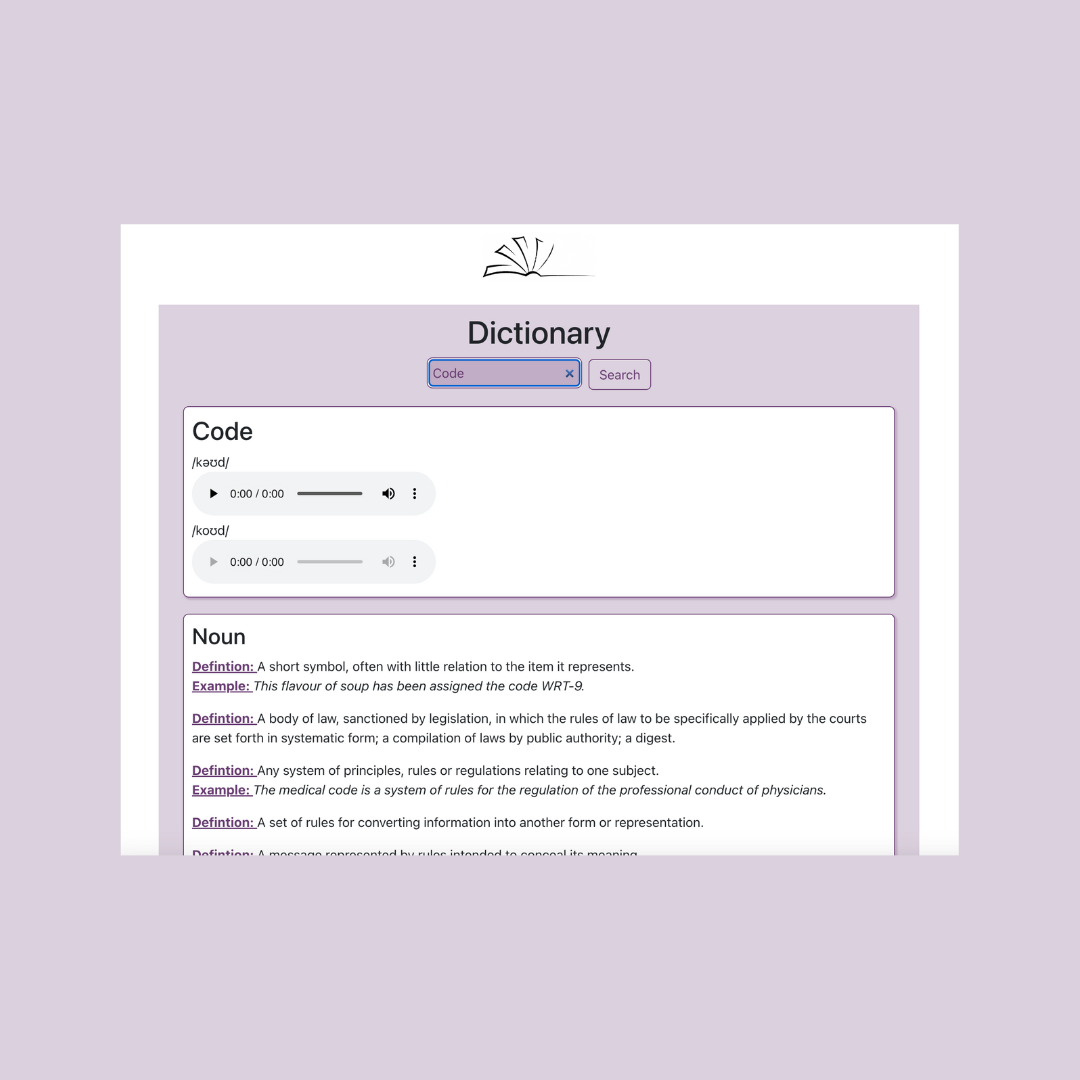 Dictionary
Code
Search
Code
/kəʊd/
0:00 / 0:00
/koʊd/
0:00 / 0:00
Noun
Defintion: A short symbol, often with little relation to the item it represents.
Example: This flavour of soup has been assigned the code WRT-9.
Defintion: A body of law, sanctioned by legislation, in which the rules of law to be specifically applied by the courts
are set forth in systematic form; a compilation of laws by public authority; a digest.
Defintion: Any system of principles, rules or regulations relating to one subject.
Example: The medical code is a system of rules for the regulation of the professional conduct of physicians.
Defintion: A set of rules for converting information into another form or representation.
Defintion: A message represented by rules intended to conceal its meaning.